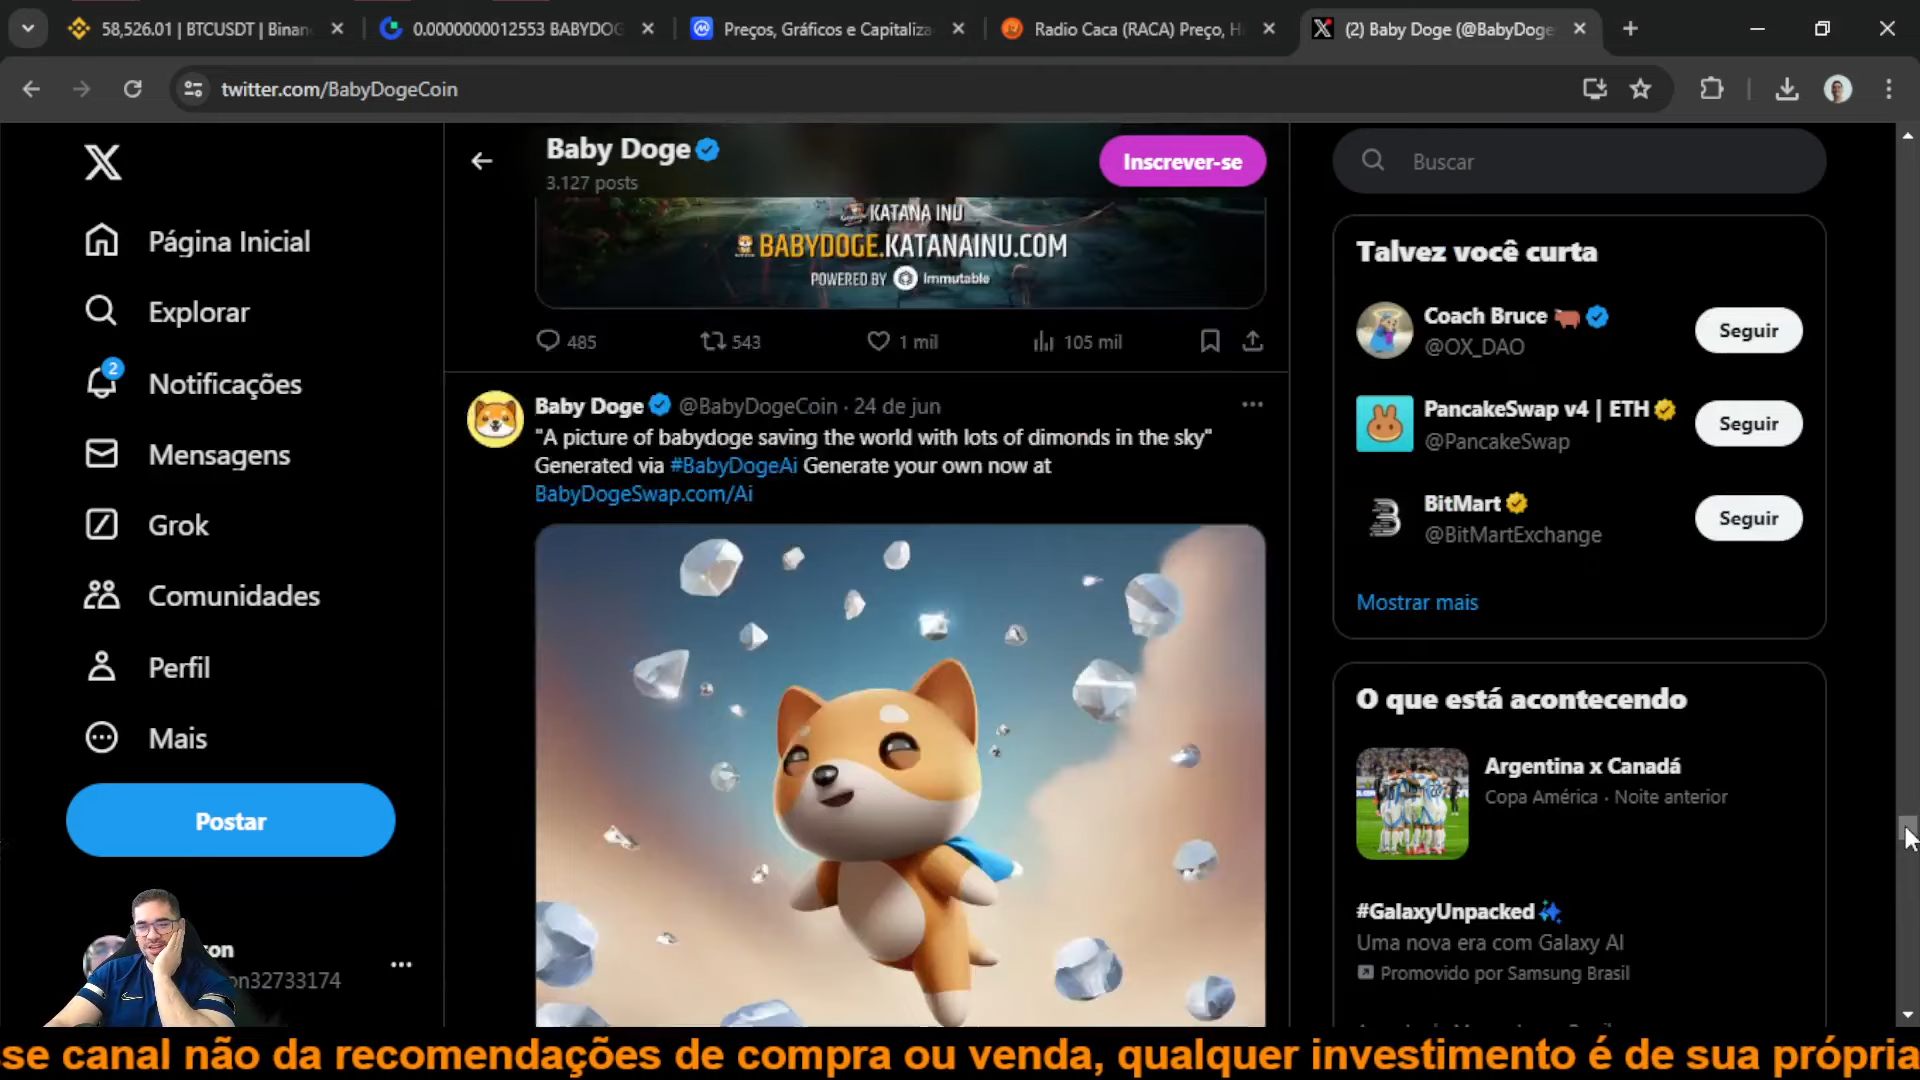 58,526.01 | BTCUSDT | Binan
0.0000000012553 BABYDOG
Preços, Gráficos e Capitaliza
Radio Caca (RACA) Preço, H
(2) Baby Doge (@BabyDoge
twitter.com/BabyDogeCoin
Baby Doge
3.127 posts
Inscrever-se
Buscar
Página Inicial
Explorar
2
Notificações
Mensagens
Grok
Comunidades
Perfil
Mais
Postar
on
on32733174
KATANA INU
BABYDOGE.KATANAINU.COM
POWERED BY Immutable
485
543
1 mil
105 mil
Baby Doge @BabyDogeCoin · 24 de jun
"A picture of babydoge saving the world with lots of dimonds in the sky"
Generated via #BabyDogeAi Generate your own now at
BabyDogeSwap.com/Ai
Talvez você curta
Coach Bruce
@OX_DAO
Seguir
PancakeSwap v4 | ETH
@PancakeSwap
Seguir
BitMart
@BitMartExchange
Seguir
Mostrar mais
O que está acontecendo
Argentina x Canadá
Copa América · Noite anterior
#GalaxyUnpacked
Uma nova era com Galaxy AI
Promovido por Samsung Brasil
sse canal não da recomendações de compra ou venda, qualquer investimento é de sua própria